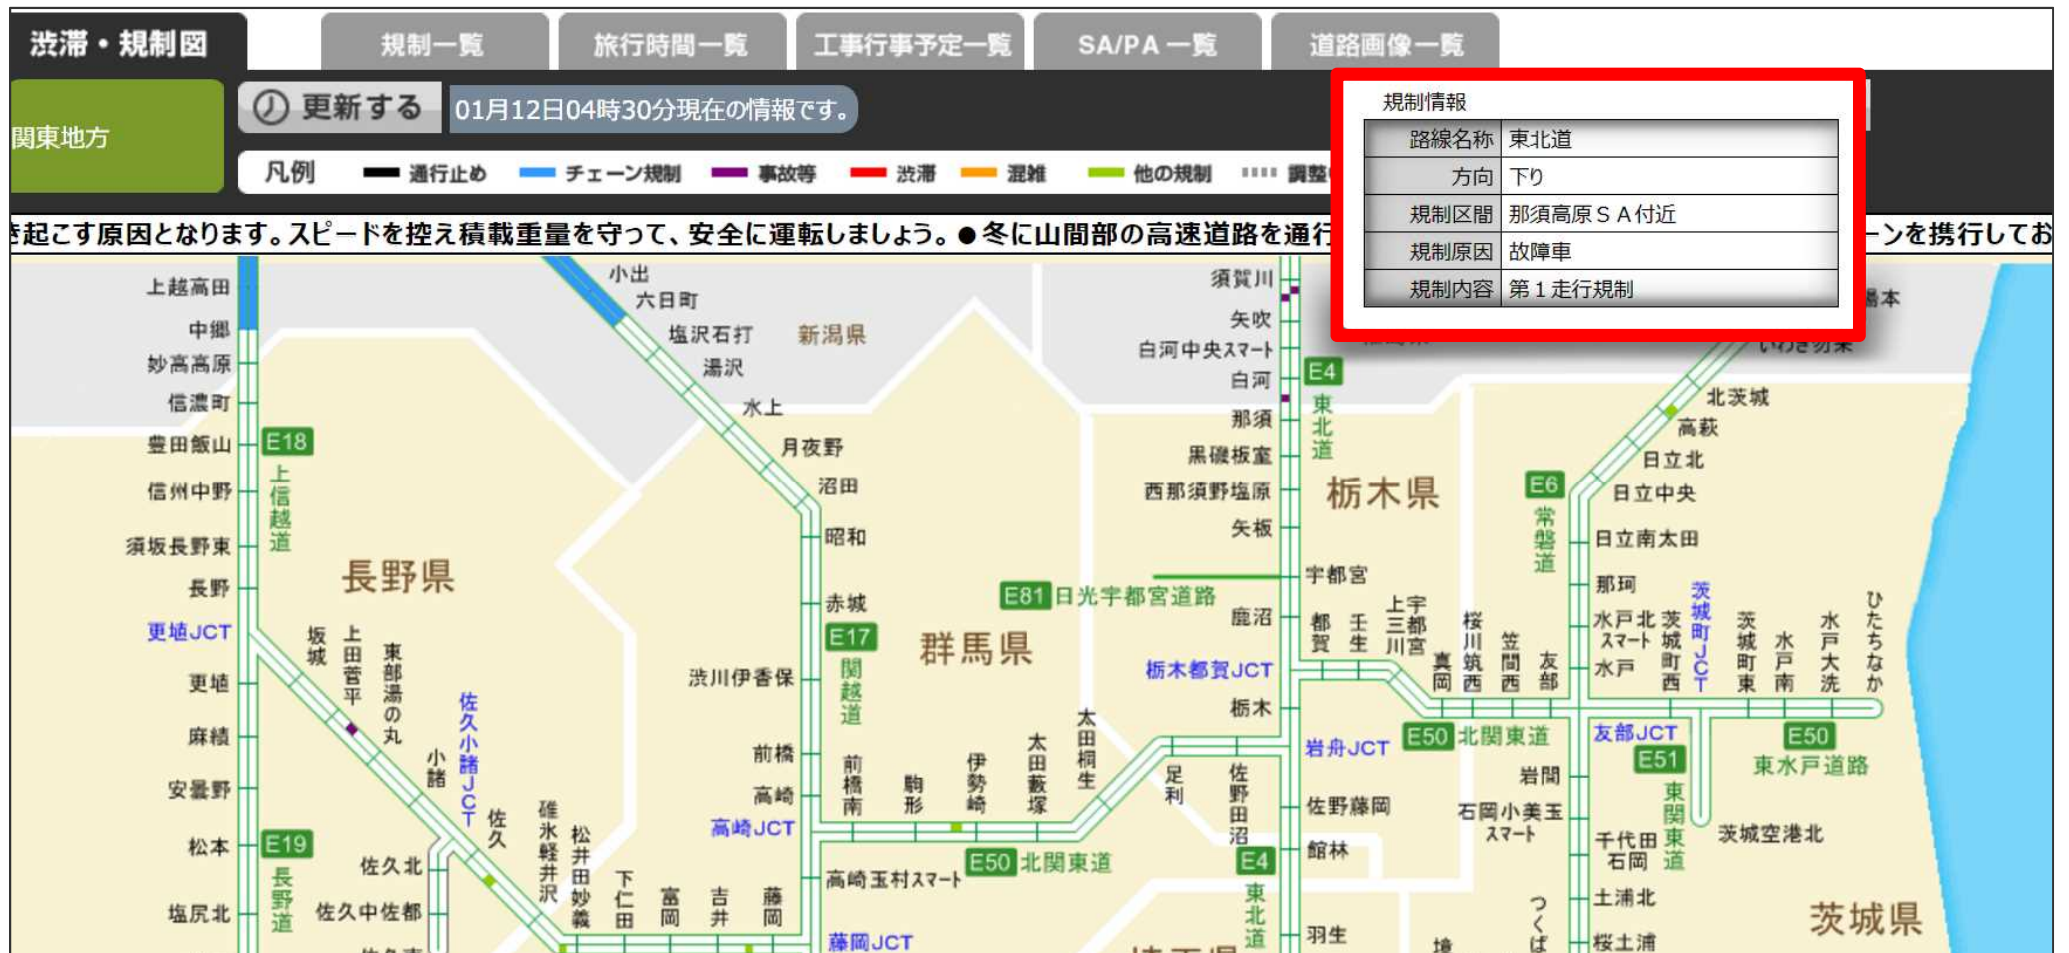 渋滞・規制図
規制一覧
旅行時間一覧
工事行事予定一覧
SA/PA 一覧
道路画像一覧
関東地方
更新する
01月12日04時30分現在の情報です。
凡例
通行止め
チェーン規制
事故等
渋滞
混雑
他の規制
調整
規制情報
路線名称 東北道
方向 下り
規制区間 那須高原ＳＡ付近
規制原因 故障車
規制内容 第１走行規制
き起こす原因となります。スピードを控え積載重量を守って、安全に運転しましょう。●冬に山間部の高速道路を通行
ーンを携行してお
上越高田
中郷
妙高高原
信濃町
豊田飯山
信州中野
須坂長野東
長野
更埴JCT
更埴
麻績
安曇野
松本
塩尻北
E18
上信越道
E19
長野道
長野県
坂城
上田菅平
東部湯の丸
小諸
佐久小諸JCT
佐久
佐久北
佐久中佐都
碓氷軽井沢
松井田妙義
下仁田
富岡
吉井
藤岡
藤岡JCT
小出
六日町
塩沢石打
湯沢
新潟県
水上
月夜野
沼田
昭和
赤城
E17
関越道
渋川伊香保
前橋
高崎
高崎JCT
高崎玉村スマート
群馬県
前橋南
駒形
伊勢崎
太田藪塚
太田桐生
足利
佐野田沼
E50 北関東道
須賀川
矢吹
白河中央スマート
白河
那須
黒磯板室
西那須野塩原
矢板
宇都宮
E81 日光宇都宮道路
鹿沼
栃木都賀JCT
栃木
岩舟JCT
佐野藤岡
館林
羽生
E4
東北道
E4
東北道
栃木県
都賀
壬生
宇都宮上三川
真岡
桜川筑西
笠間西
友部
E50 北関東道
湯本
いわき勿来
北茨城
高萩
日立北
日立中央
日立南太田
那珂
水戸北スマート
水戸
E6
常磐道
茨城町西
茨城町JCT
茨城町東
水戸南
水戸大洗
ひたちなか
友部JCT
E51
東関東道
E50
東水戸道路
岩間
石岡小美玉スマート
千代田石岡
茨城空港北
土浦北
桜土浦
つくば
境
茨城県